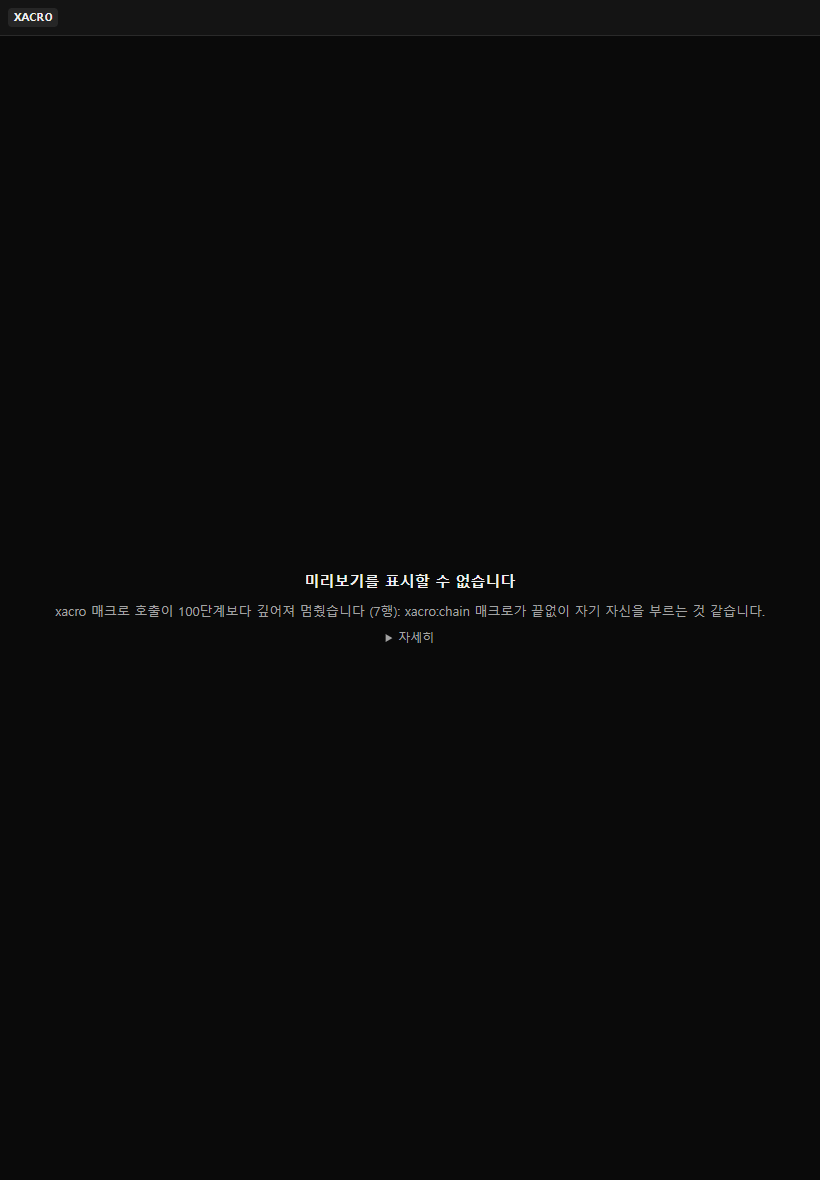 XACRO
미리보기를 표시할 수 없습니다
xacro 매크로 호출이 100단계보다 깊어져 멈췄습니다 (7행): xacro:chain 매크로가 끝없이 자기 자신을 부르는 것 같습니다.
▶ 자세히